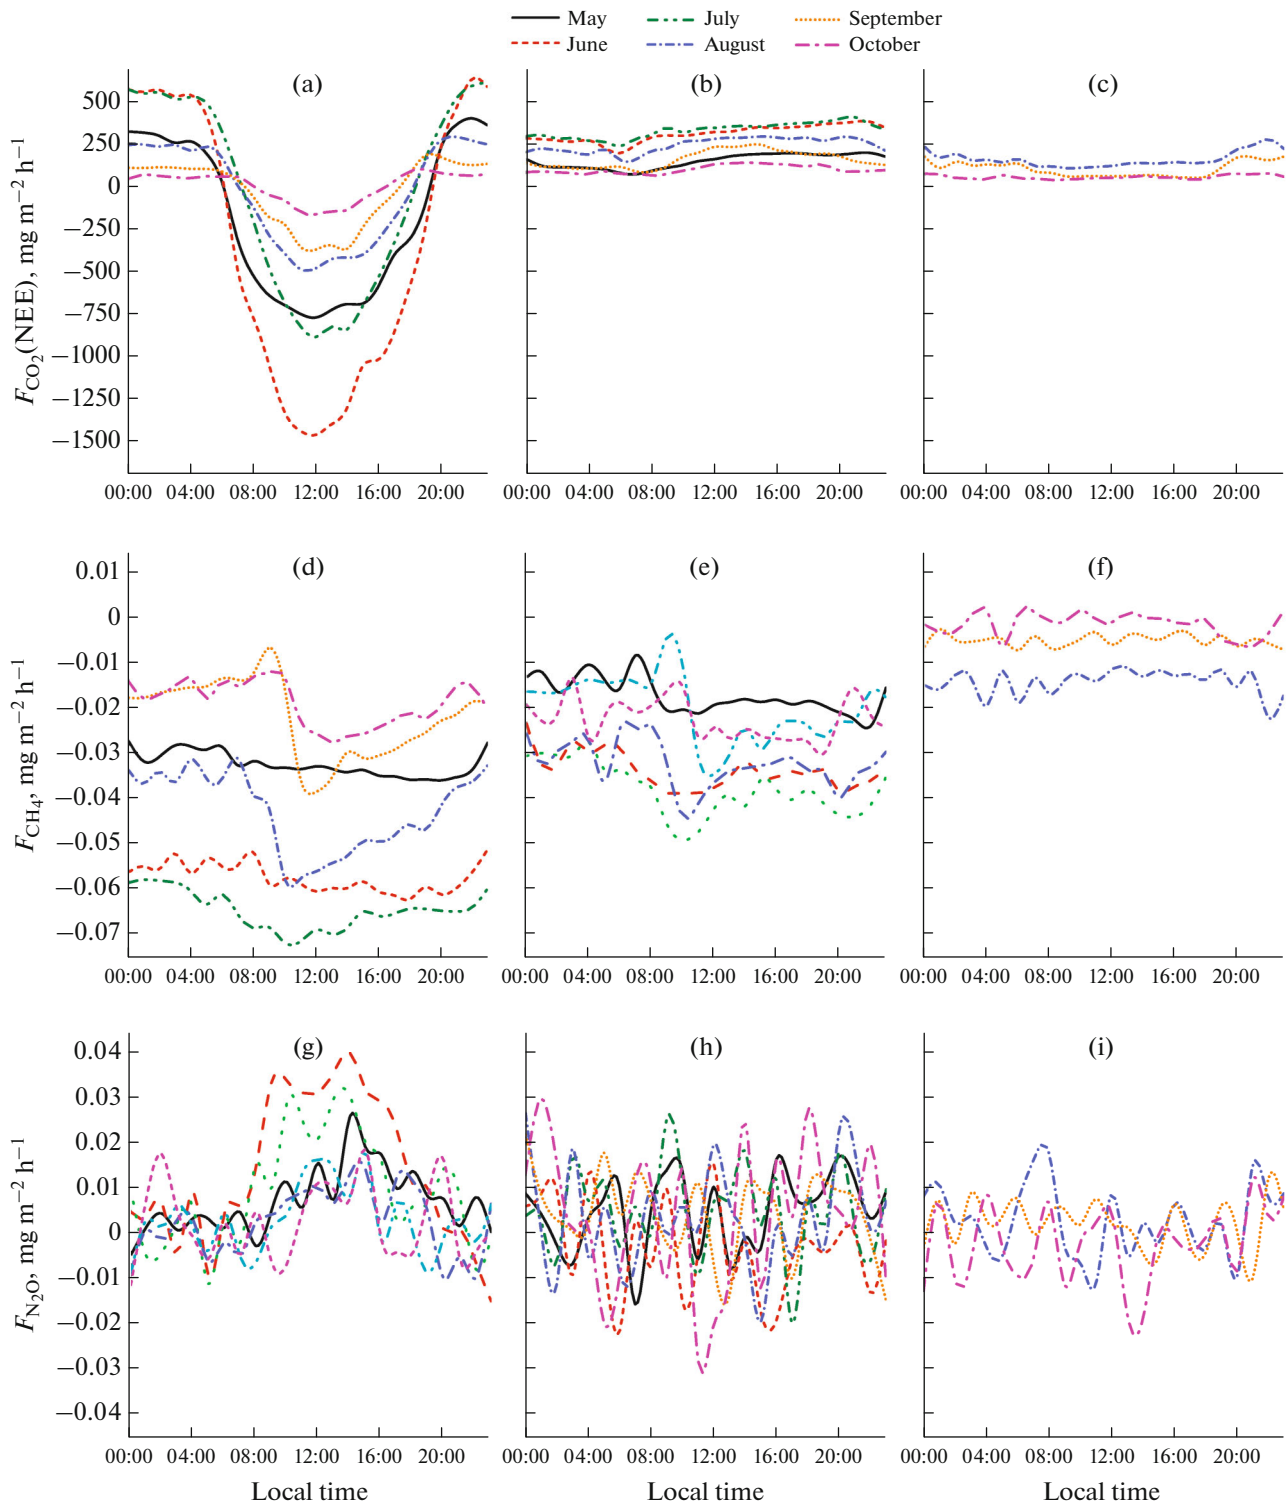 May July September
June August October
(a) (b) (c)
500
250
0
−250
−500
−750
−1000
−1250
−1500
F_CO₂(NEE), mg m⁻² h⁻¹
00:00 04:00 08:00 12:00 16:00 20:00 00:00 04:00 08:00 12:00 16:00 20:00 00:00 04:00 08:00 12:00 16:00 20:00
(d) (e) (f)
0.01
0
−0.01
−0.02
−0.03
−0.04
−0.05
−0.06
−0.07
F_CH₄, mg m⁻² h⁻¹
00:00 04:00 08:00 12:00 16:00 20:00 00:00 04:00 08:00 12:00 16:00 20:00 00:00 04:00 08:00 12:00 16:00 20:00
(g) (h) (i)
0.04
0.03
0.02
0.01
0
−0.01
−0.02
−0.03
−0.04
F_N₂O, mg m⁻² h⁻¹
00:00 04:00 08:00 12:00 16:00 20:00 00:00 04:00 08:00 12:00 16:00 20:00 00:00 04:00 08:00 12:00 16:00 20:00
Local time Local time Local time